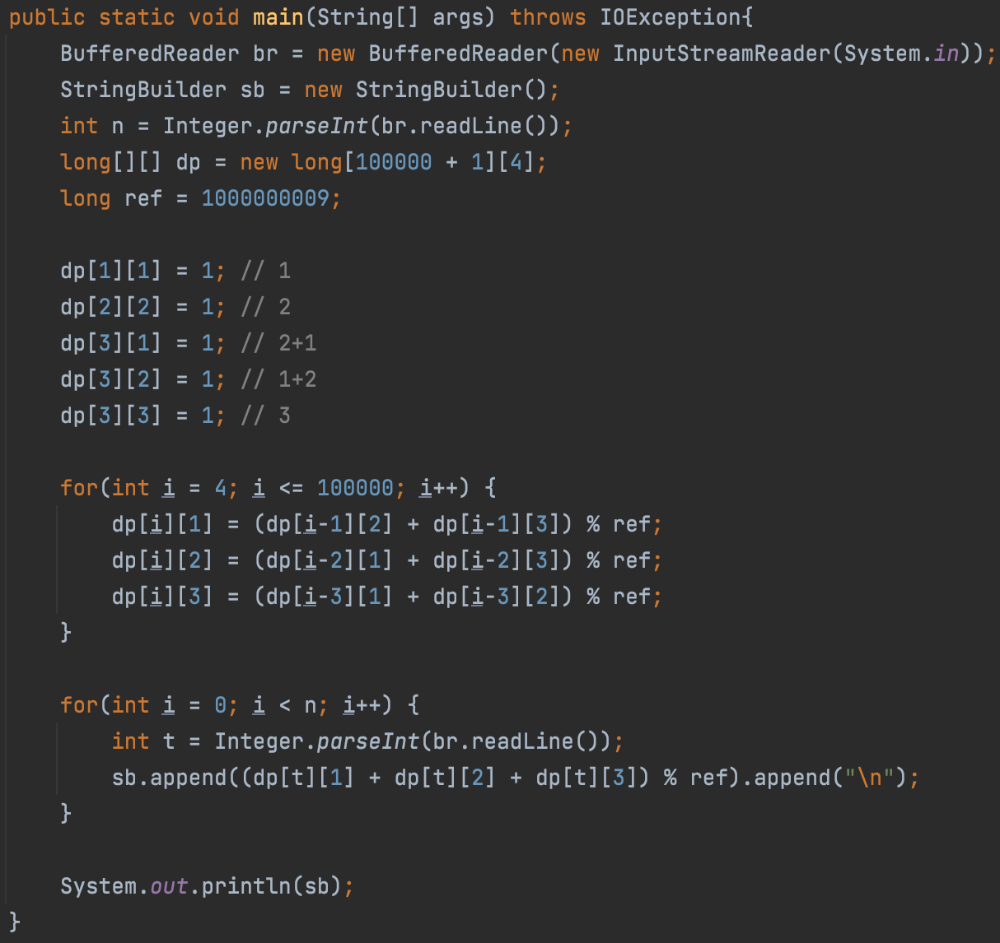 public static void main(String[] args) throws IOException{
    BufferedReader br = new BufferedReader(new InputStreamReader(System.in));
    StringBuilder sb = new StringBuilder();
    int n = Integer.parseInt(br.readLine());
    long[][] dp = new long[100000 + 1][4];
    long ref = 1000000009;

    dp[1][1] = 1; // 1
    dp[2][2] = 1; // 2
    dp[3][1] = 1; // 2+1
    dp[3][2] = 1; // 1+2
    dp[3][3] = 1; // 3

    for(int i = 4; i <= 100000; i++) {
        dp[i][1] = (dp[i-1][2] + dp[i-1][3]) % ref;
        dp[i][2] = (dp[i-2][1] + dp[i-2][3]) % ref;
        dp[i][3] = (dp[i-3][1] + dp[i-3][2]) % ref;
    }

    for(int i = 0; i < n; i++) {
        int t = Integer.parseInt(br.readLine());
        sb.append((dp[t][1] + dp[t][2] + dp[t][3]) % ref).append("\n");
    }

    System.out.println(sb);
}